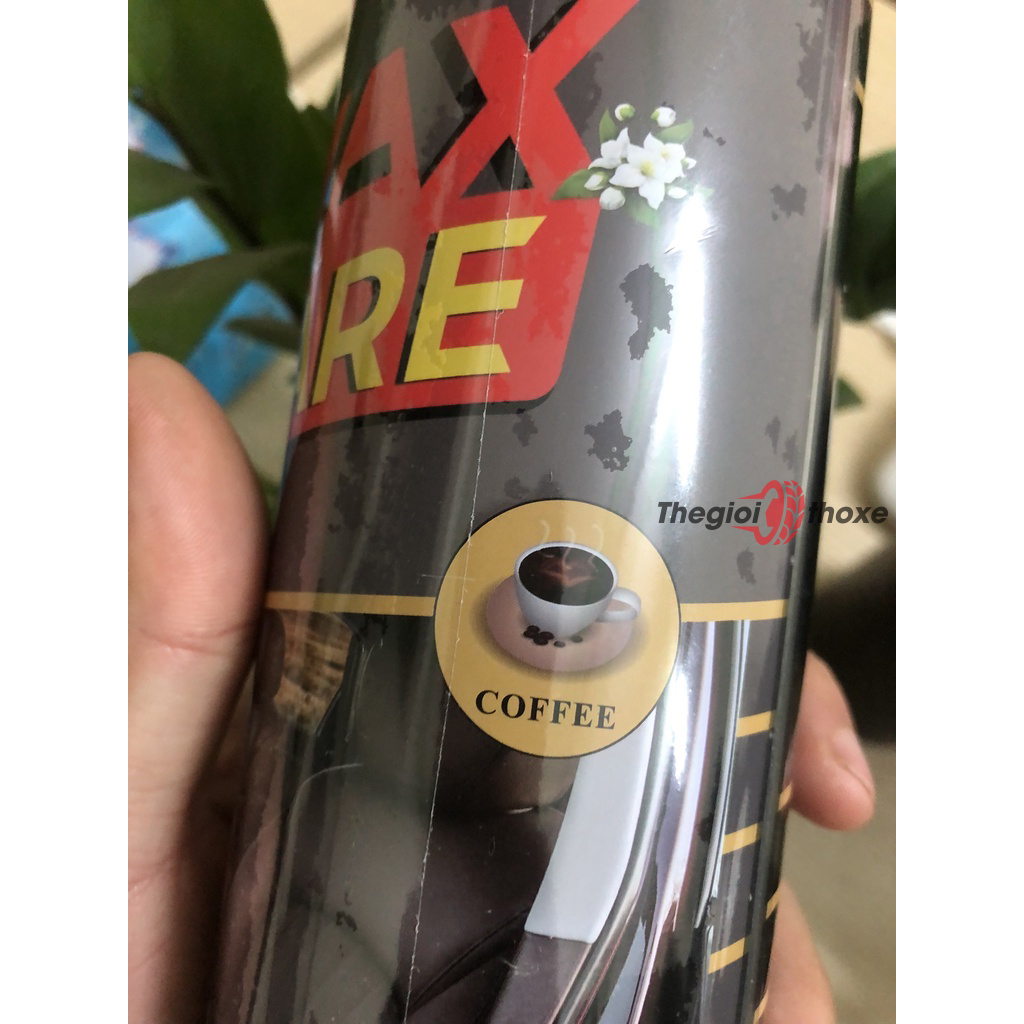 AX
RE
Thegioi thoxe
COFFEE